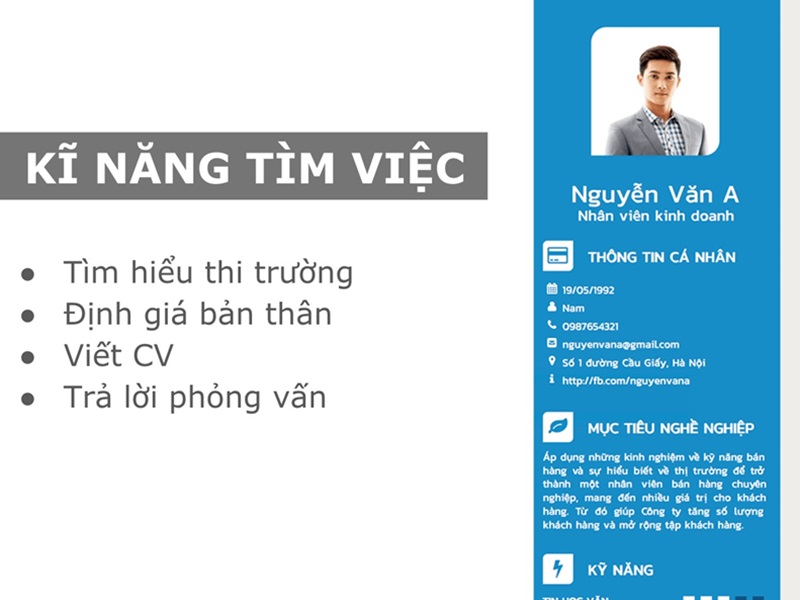 KĨ NĂNG TÌM VIỆC
● Tìm hiểu thi trường
● Định giá bản thân
● Viết CV
● Trả lời phỏng vấn
Nguyễn Văn A
Nhân viên kinh doanh
THÔNG TIN CÁ NHÂN
19/05/1992
Nam
0987654321
nguyenvana@gmail.com
Số 1 đường Cầu Giấy, Hà Nội
http://fb.com/nguyenvana
MỤC TIÊU NGHỀ NGHIỆP
Áp dụng những kinh nghiệm về kỹ năng bán
hàng và sự hiểu biết về thị trường để trở
thành một nhân viên bán hàng chuyên
nghiệp, mang đến nhiều giá trị cho khách
hàng. Từ đó giúp Công ty tăng số lượng
khách hàng và mở rộng tập khách hàng.
KỸ NĂNG
TIN HỌC VĂN